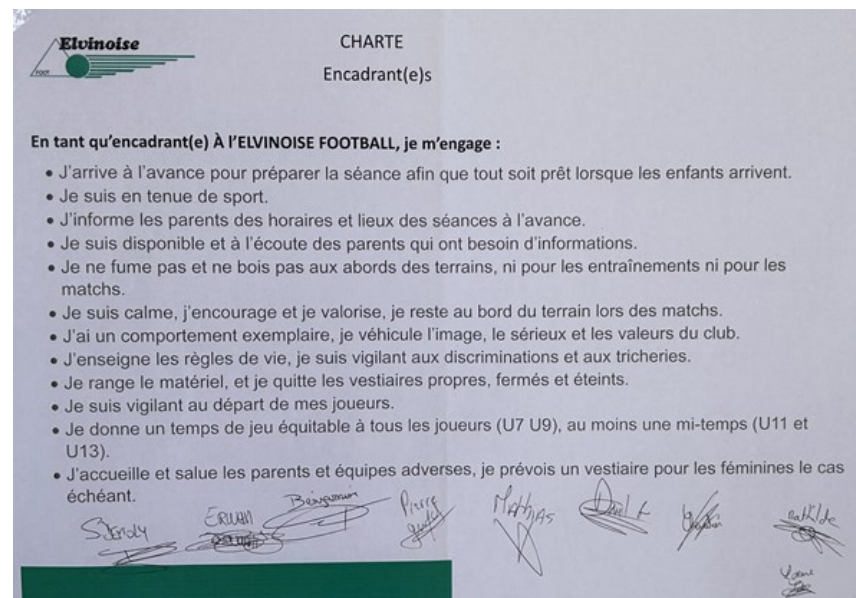 Elvinoise
FOOT
CHARTE
Encadrant(e)s
En tant qu'encadrant(e) À l'ELVINOISE FOOTBALL, je m'engage :
• J'arrive à l'avance pour préparer la séance afin que tout soit prêt lorsque les enfants arrivent.
• Je suis en tenue de sport.
• J'informe les parents des horaires et lieux des séances à l'avance.
• Je suis disponible et à l'écoute des parents qui ont besoin d'informations.
• Je ne fume pas et ne bois pas aux abords des terrains, ni pour les entraînements ni pour les
matchs.
• Je suis calme, j'encourage et je valorise, je reste au bord du terrain lors des matchs.
• J'ai un comportement exemplaire, je véhicule l'image, le sérieux et les valeurs du club.
• J'enseigne les règles de vie, je suis vigilant aux discriminations et aux tricheries.
• Je range le matériel, et je quitte les vestiaires propres, fermés et éteints.
• Je suis vigilant au départ de mes joueurs.
• Je donne un temps de jeu équitable à tous les joueurs (U7 U9), au moins une mi-temps (U11 et
U13).
• J'accueille et salue les parents et équipes adverses, je prévois un vestiaire pour les féminines le cas
échéant.
ERWAN Benjamin Pierre MATHIAS